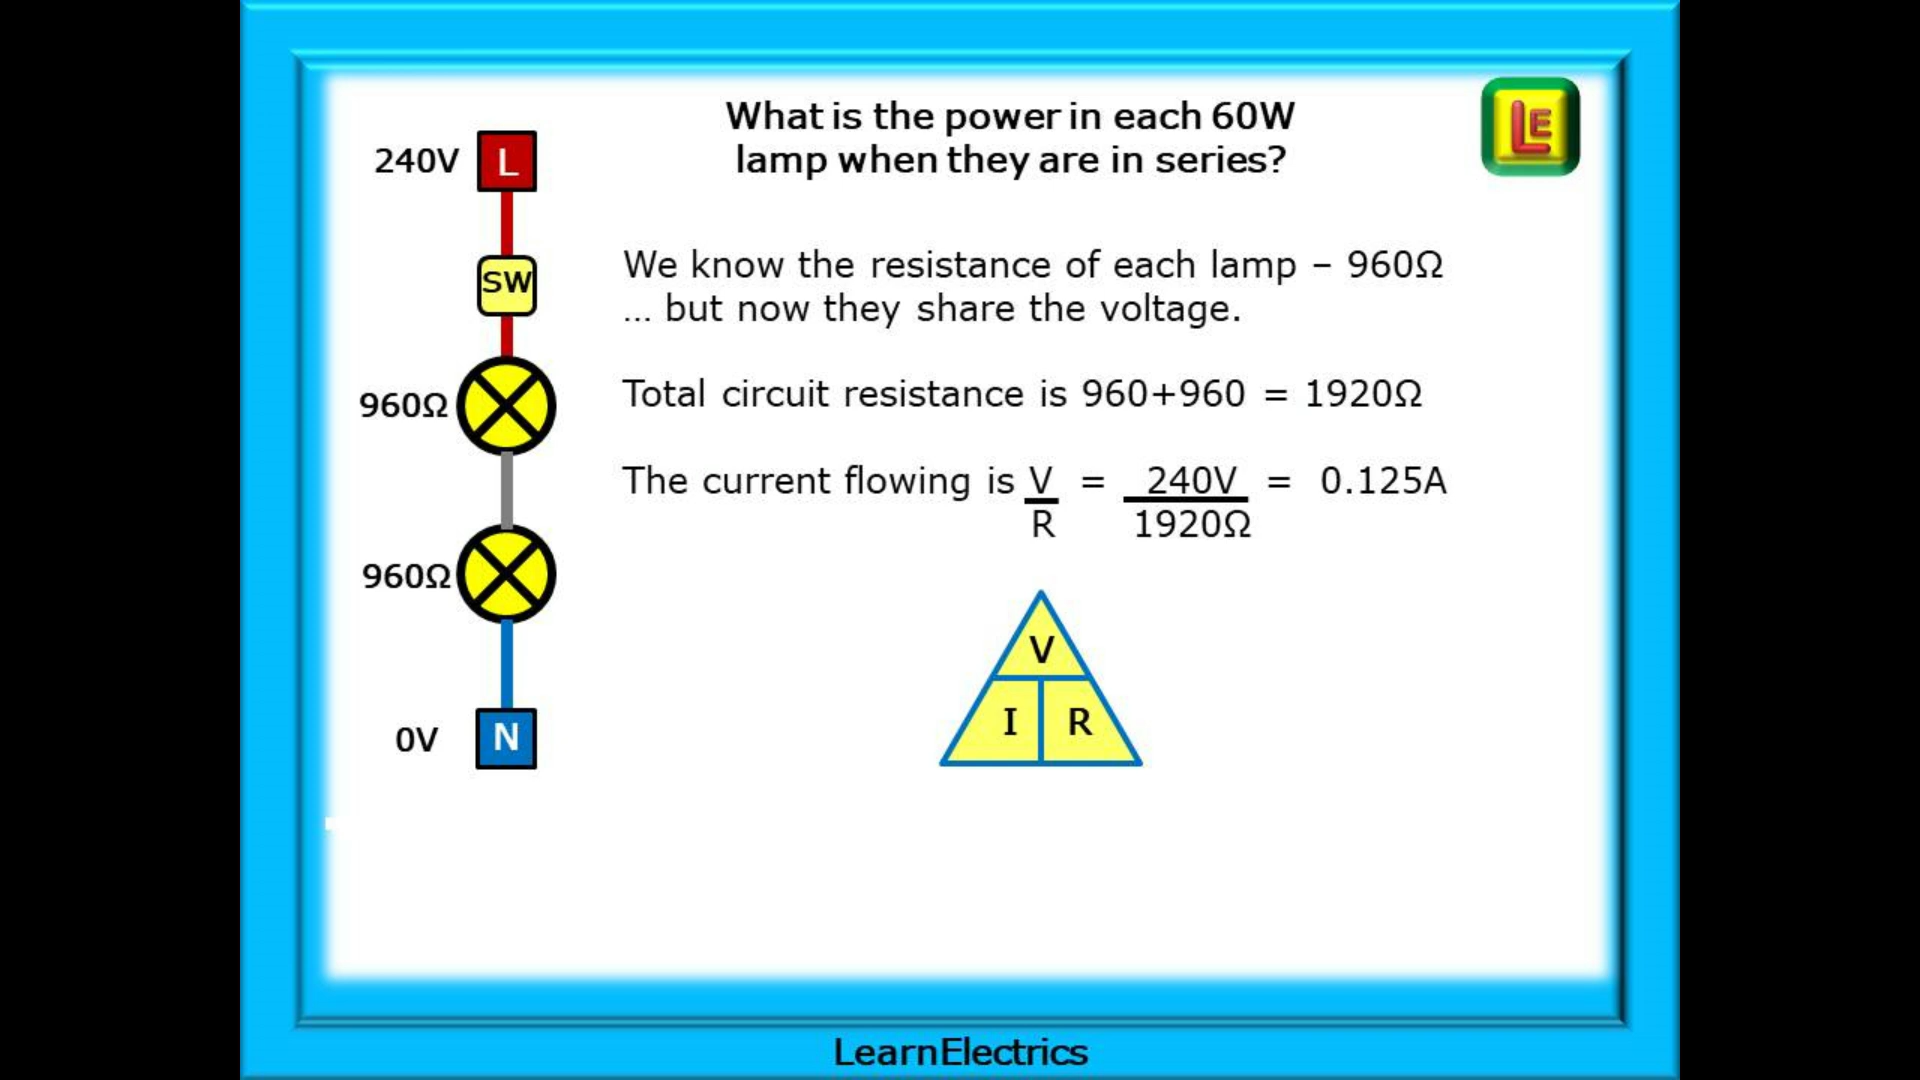 What is the power in each 60W
lamp when they are in series?
LE
240V L
SW
We know the resistance of each lamp – 960Ω
... but now they share the voltage.
960Ω
Total circuit resistance is 960+960 = 1920Ω
The current flowing is V = 240V = 0.125A
R 1920Ω
960Ω
V
I R
0V N
LearnElectrics